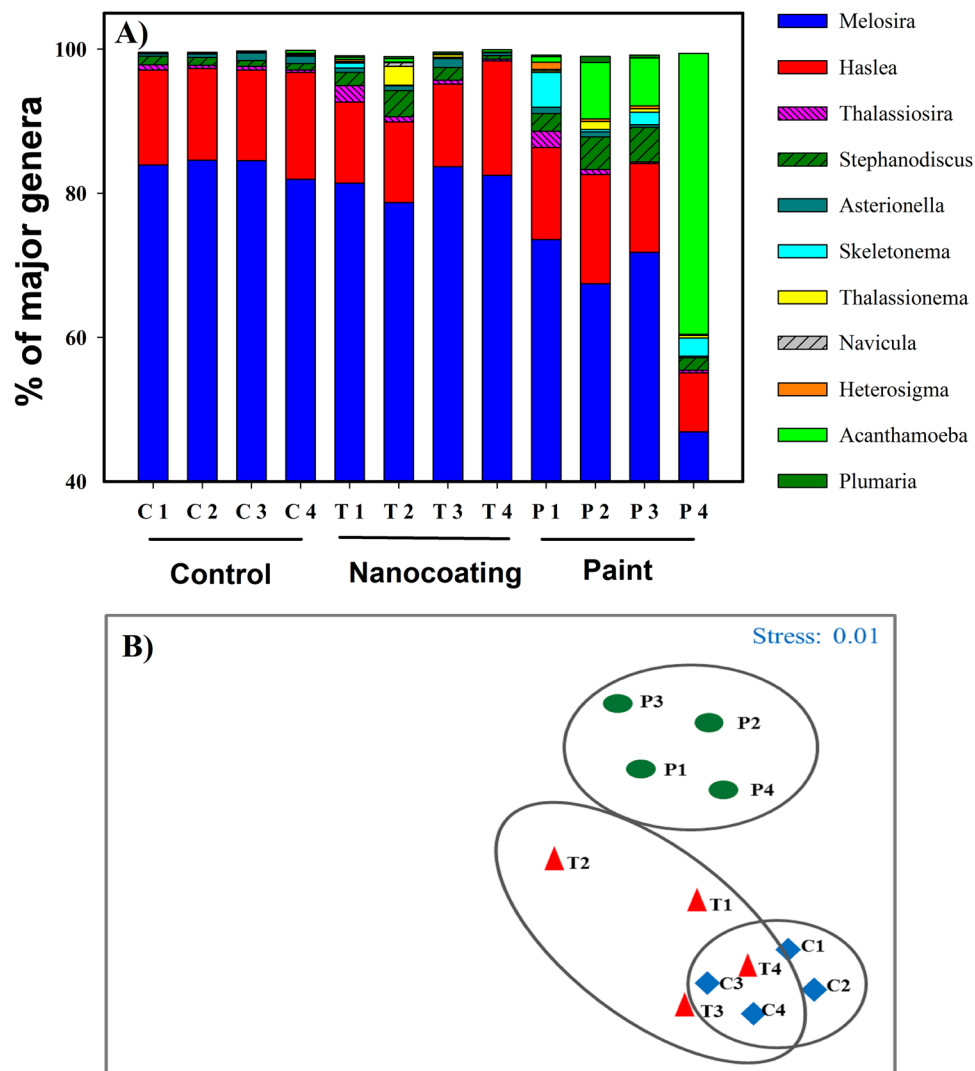 A)
% of major genera
100
80
60
40
C 1 C 2 C 3 C 4 T 1 T 2 T 3 T 4 P 1 P 2 P 3 P 4
Control Nanocoating Paint
Melosira
Haslea
Thalassiosira
Stephanodiscus
Asterionella
Skeletonema
Thalassionema
Navicula
Heterosigma
Acanthamoeba
Plumaria
B)
Stress: 0.01
P3
P2
P1
P4
T2
T1
C1
T4
C3
C2
T3
C4